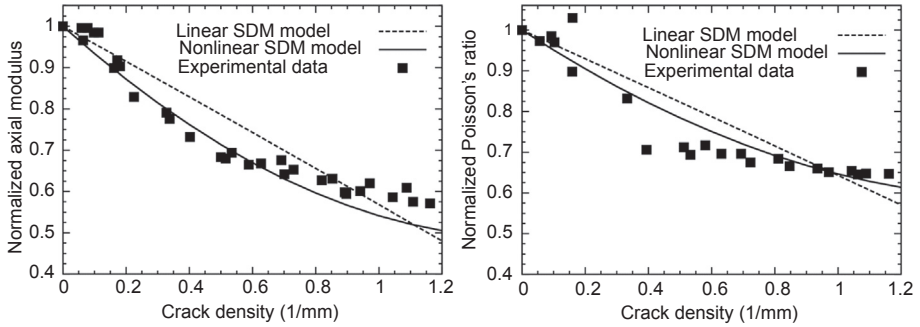 Normalized axial modulus
1
0.9
0.8
0.7
0.6
0.5
0.4
Linear SDM model
Nonlinear SDM model
Experimental data
0 0.2 0.4 0.6 0.8 1 1.2
Crack density (1/mm)
Normalized Poisson's ratio
1
0.9
0.8
0.7
0.6
0.5
0.4
Linear SDM model
Nonlinear SDM model
Experimental data
0 0.2 0.4 0.6 0.8 1 1.2
Crack density (1/mm)